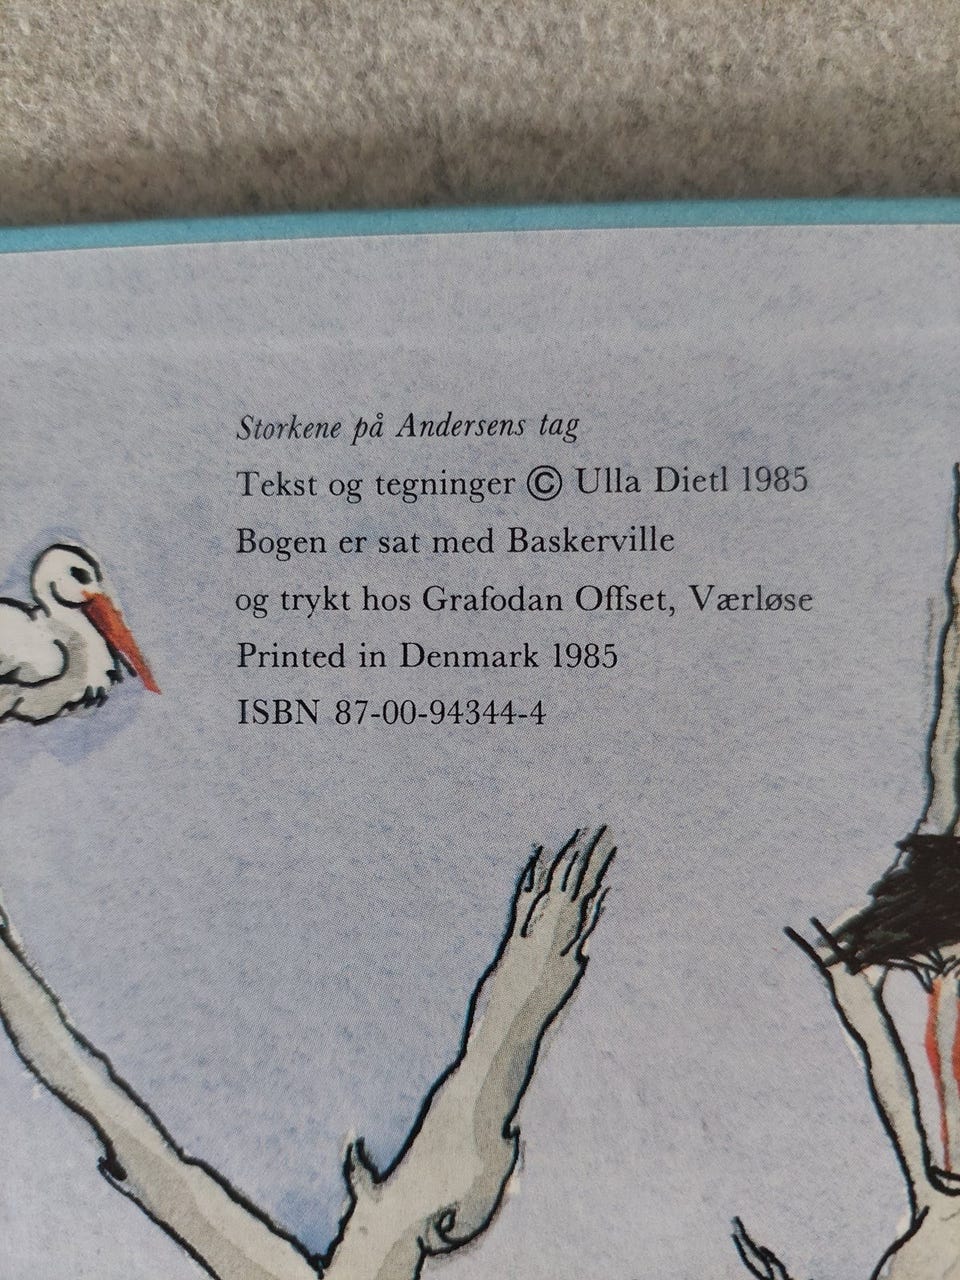 Storkene på Andersens tag
Tekst og tegninger © Ulla Dietl 1985
Bogen er sat med Baskerville
og trykt hos Grafodan Offset, Værløse
Printed in Denmark 1985
ISBN 87-00-94344-4